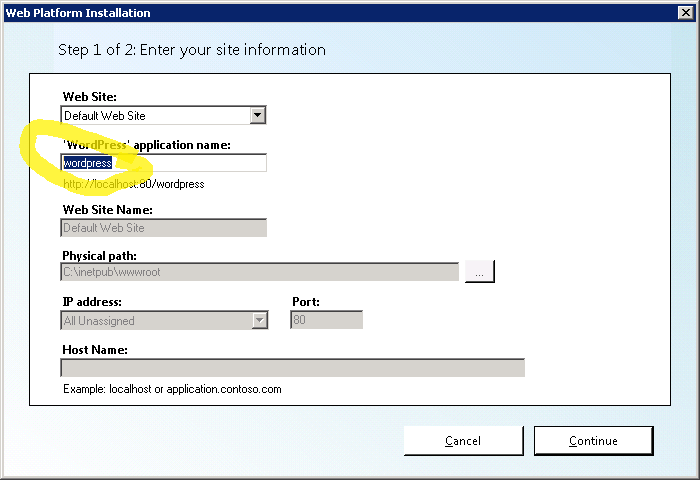 Web Platform Installation
Step 1 of 2: Enter your site information
Web Site:
Default Web Site
'WordPress' application name:
wordpress
http://localhost:80/wordpress
Web Site Name:
Default Web Site
Physical path:
C:\inetpub\wwwroot
...
IP address: Port:
All Unassigned 80
Host Name:
Example: localhost or application.contoso.com
Cancel Continue